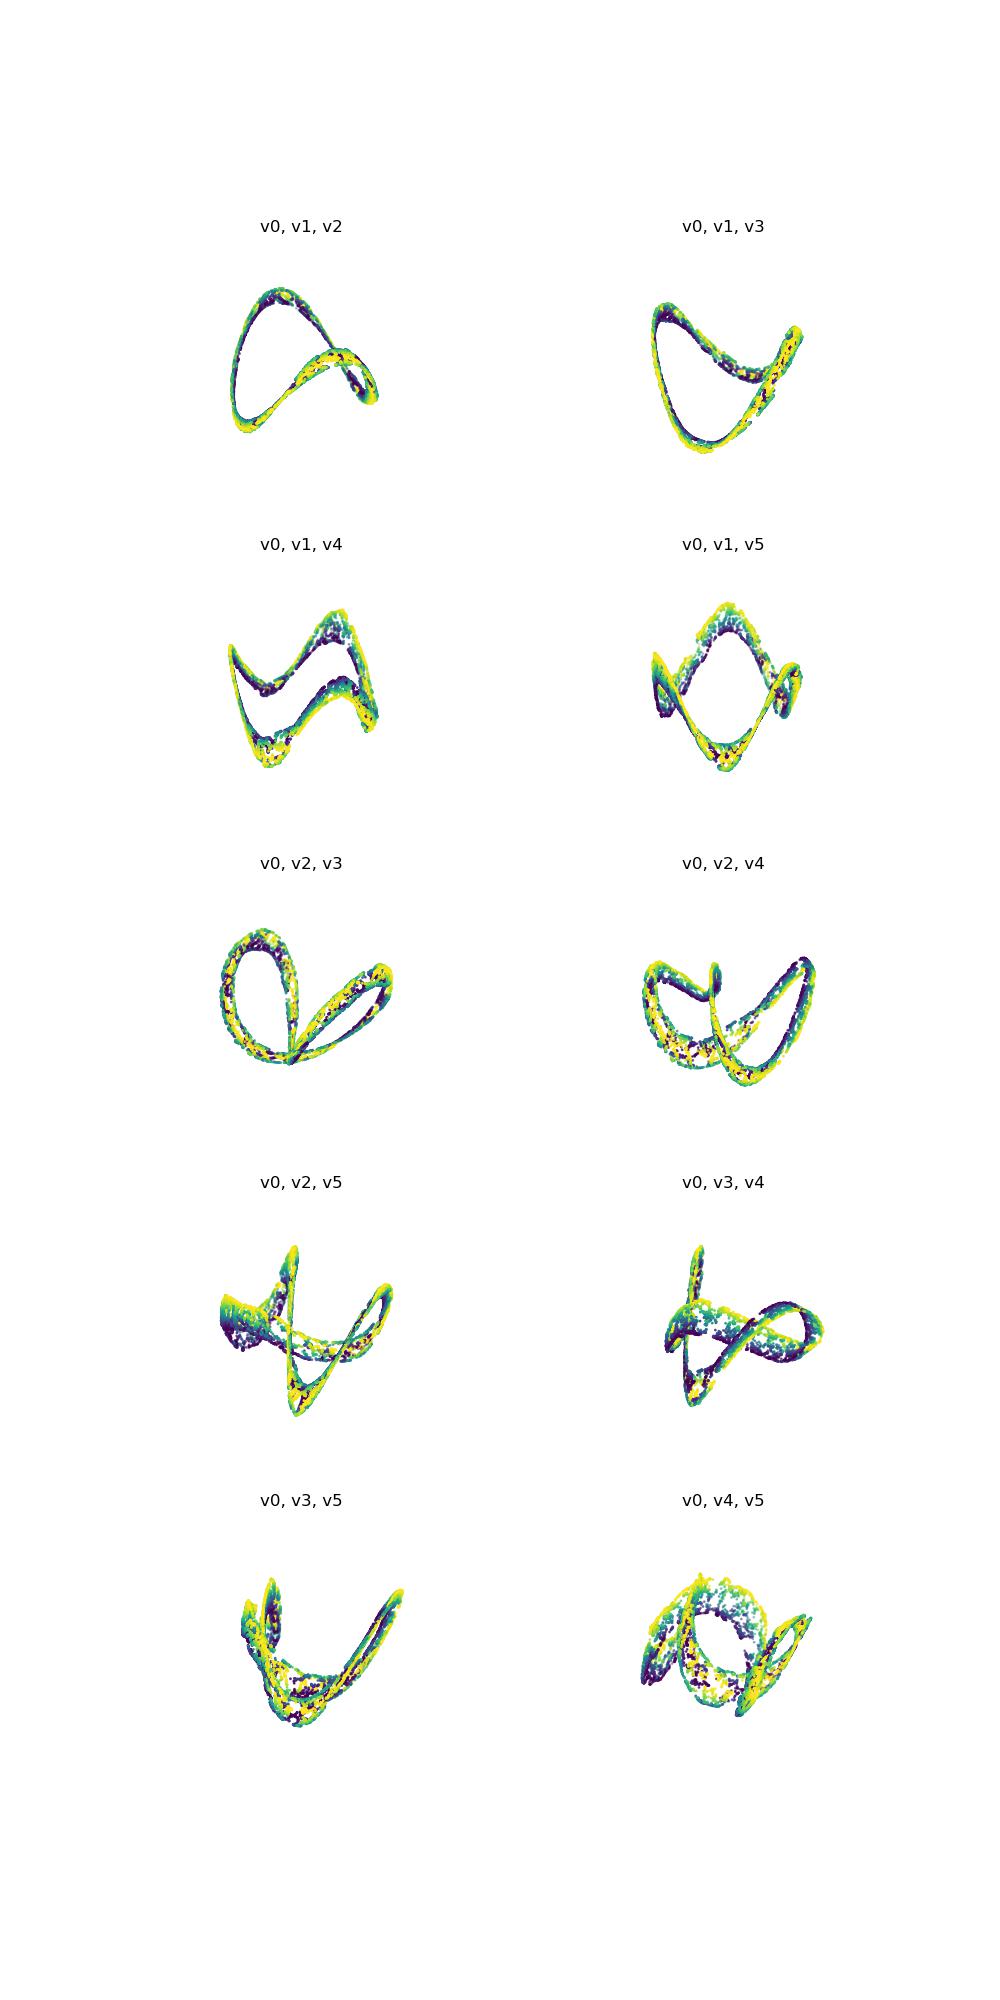 v0, v1, v2
v0, v1, v3
v0, v1, v4
v0, v1, v5
v0, v2, v3
v0, v2, v4
v0, v2, v5
v0, v3, v4
v0, v3, v5
v0, v4, v5